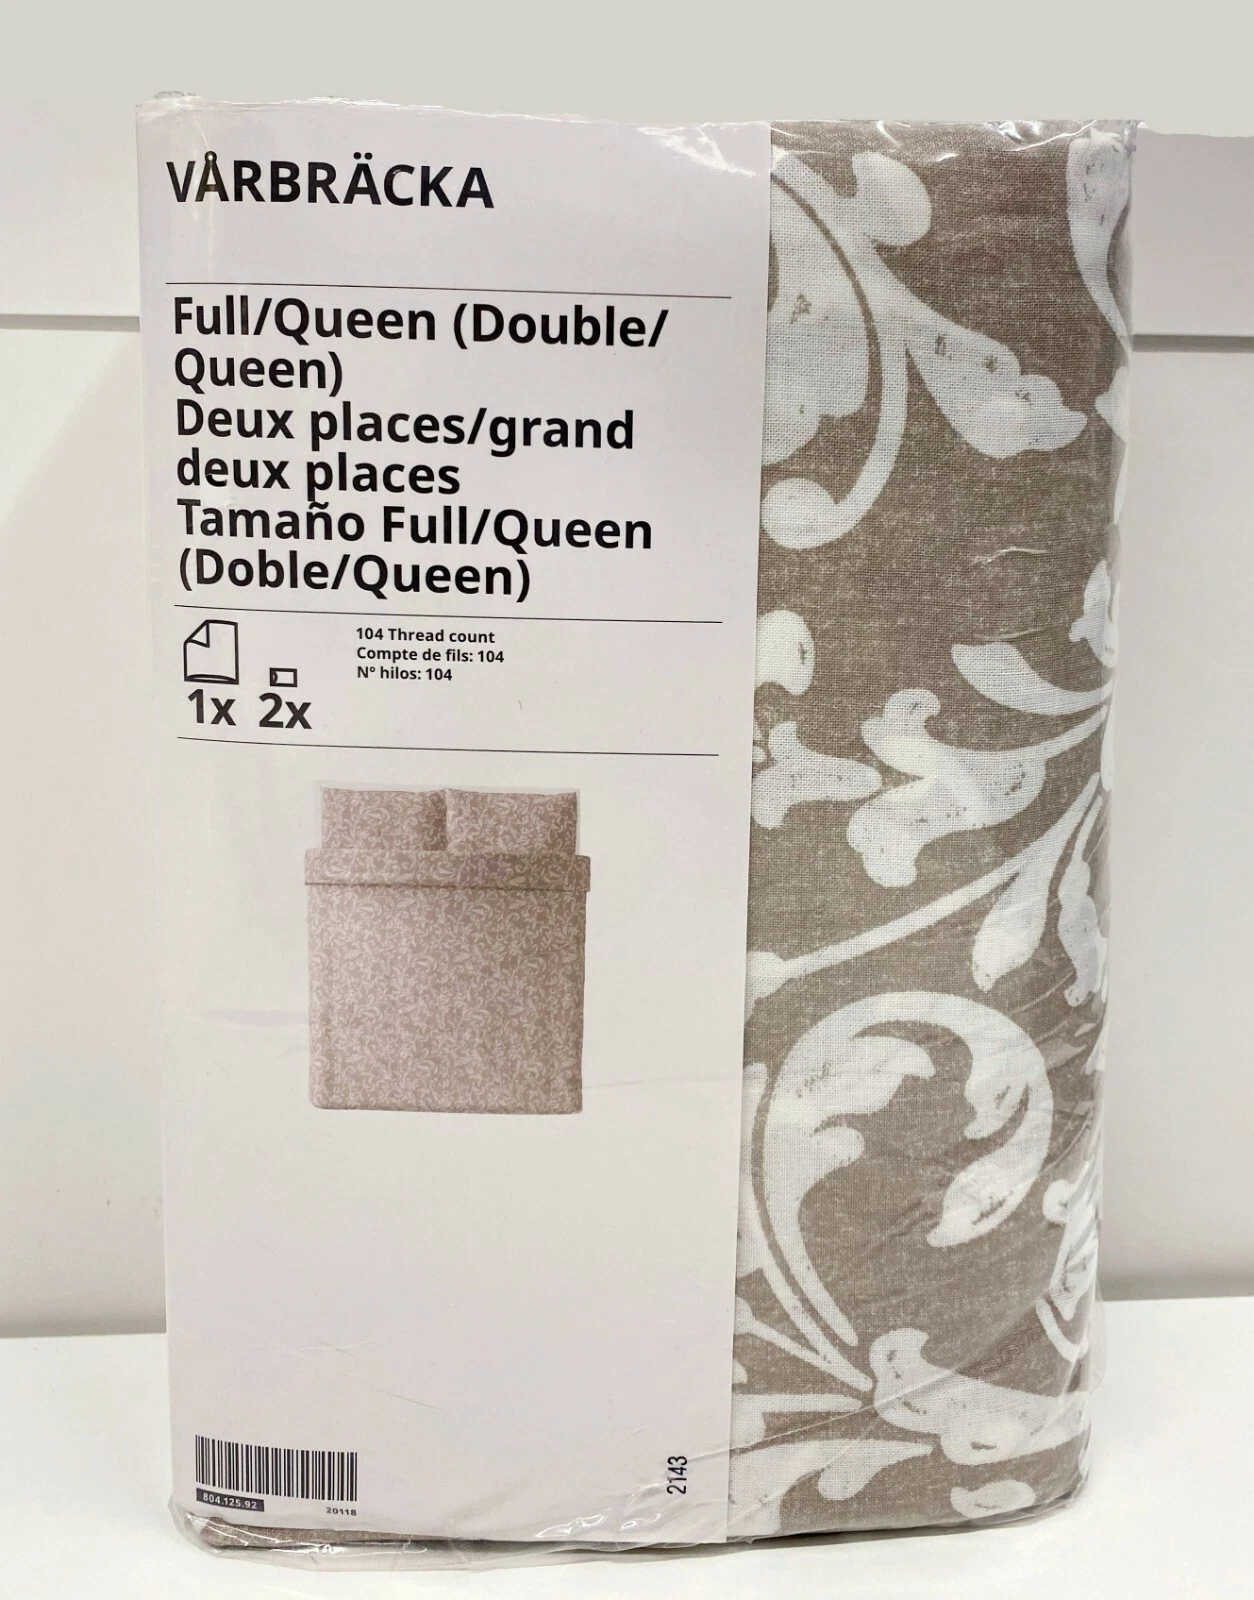 VÅRBRÄCKA
Full/Queen (Double/
Queen)
Deux places/grand
deux places
Tamaño Full/Queen
(Doble/Queen)
104 Thread count
Compte de fils: 104
Nº hilos: 104
1x 2x
804.125.92
20118
2143